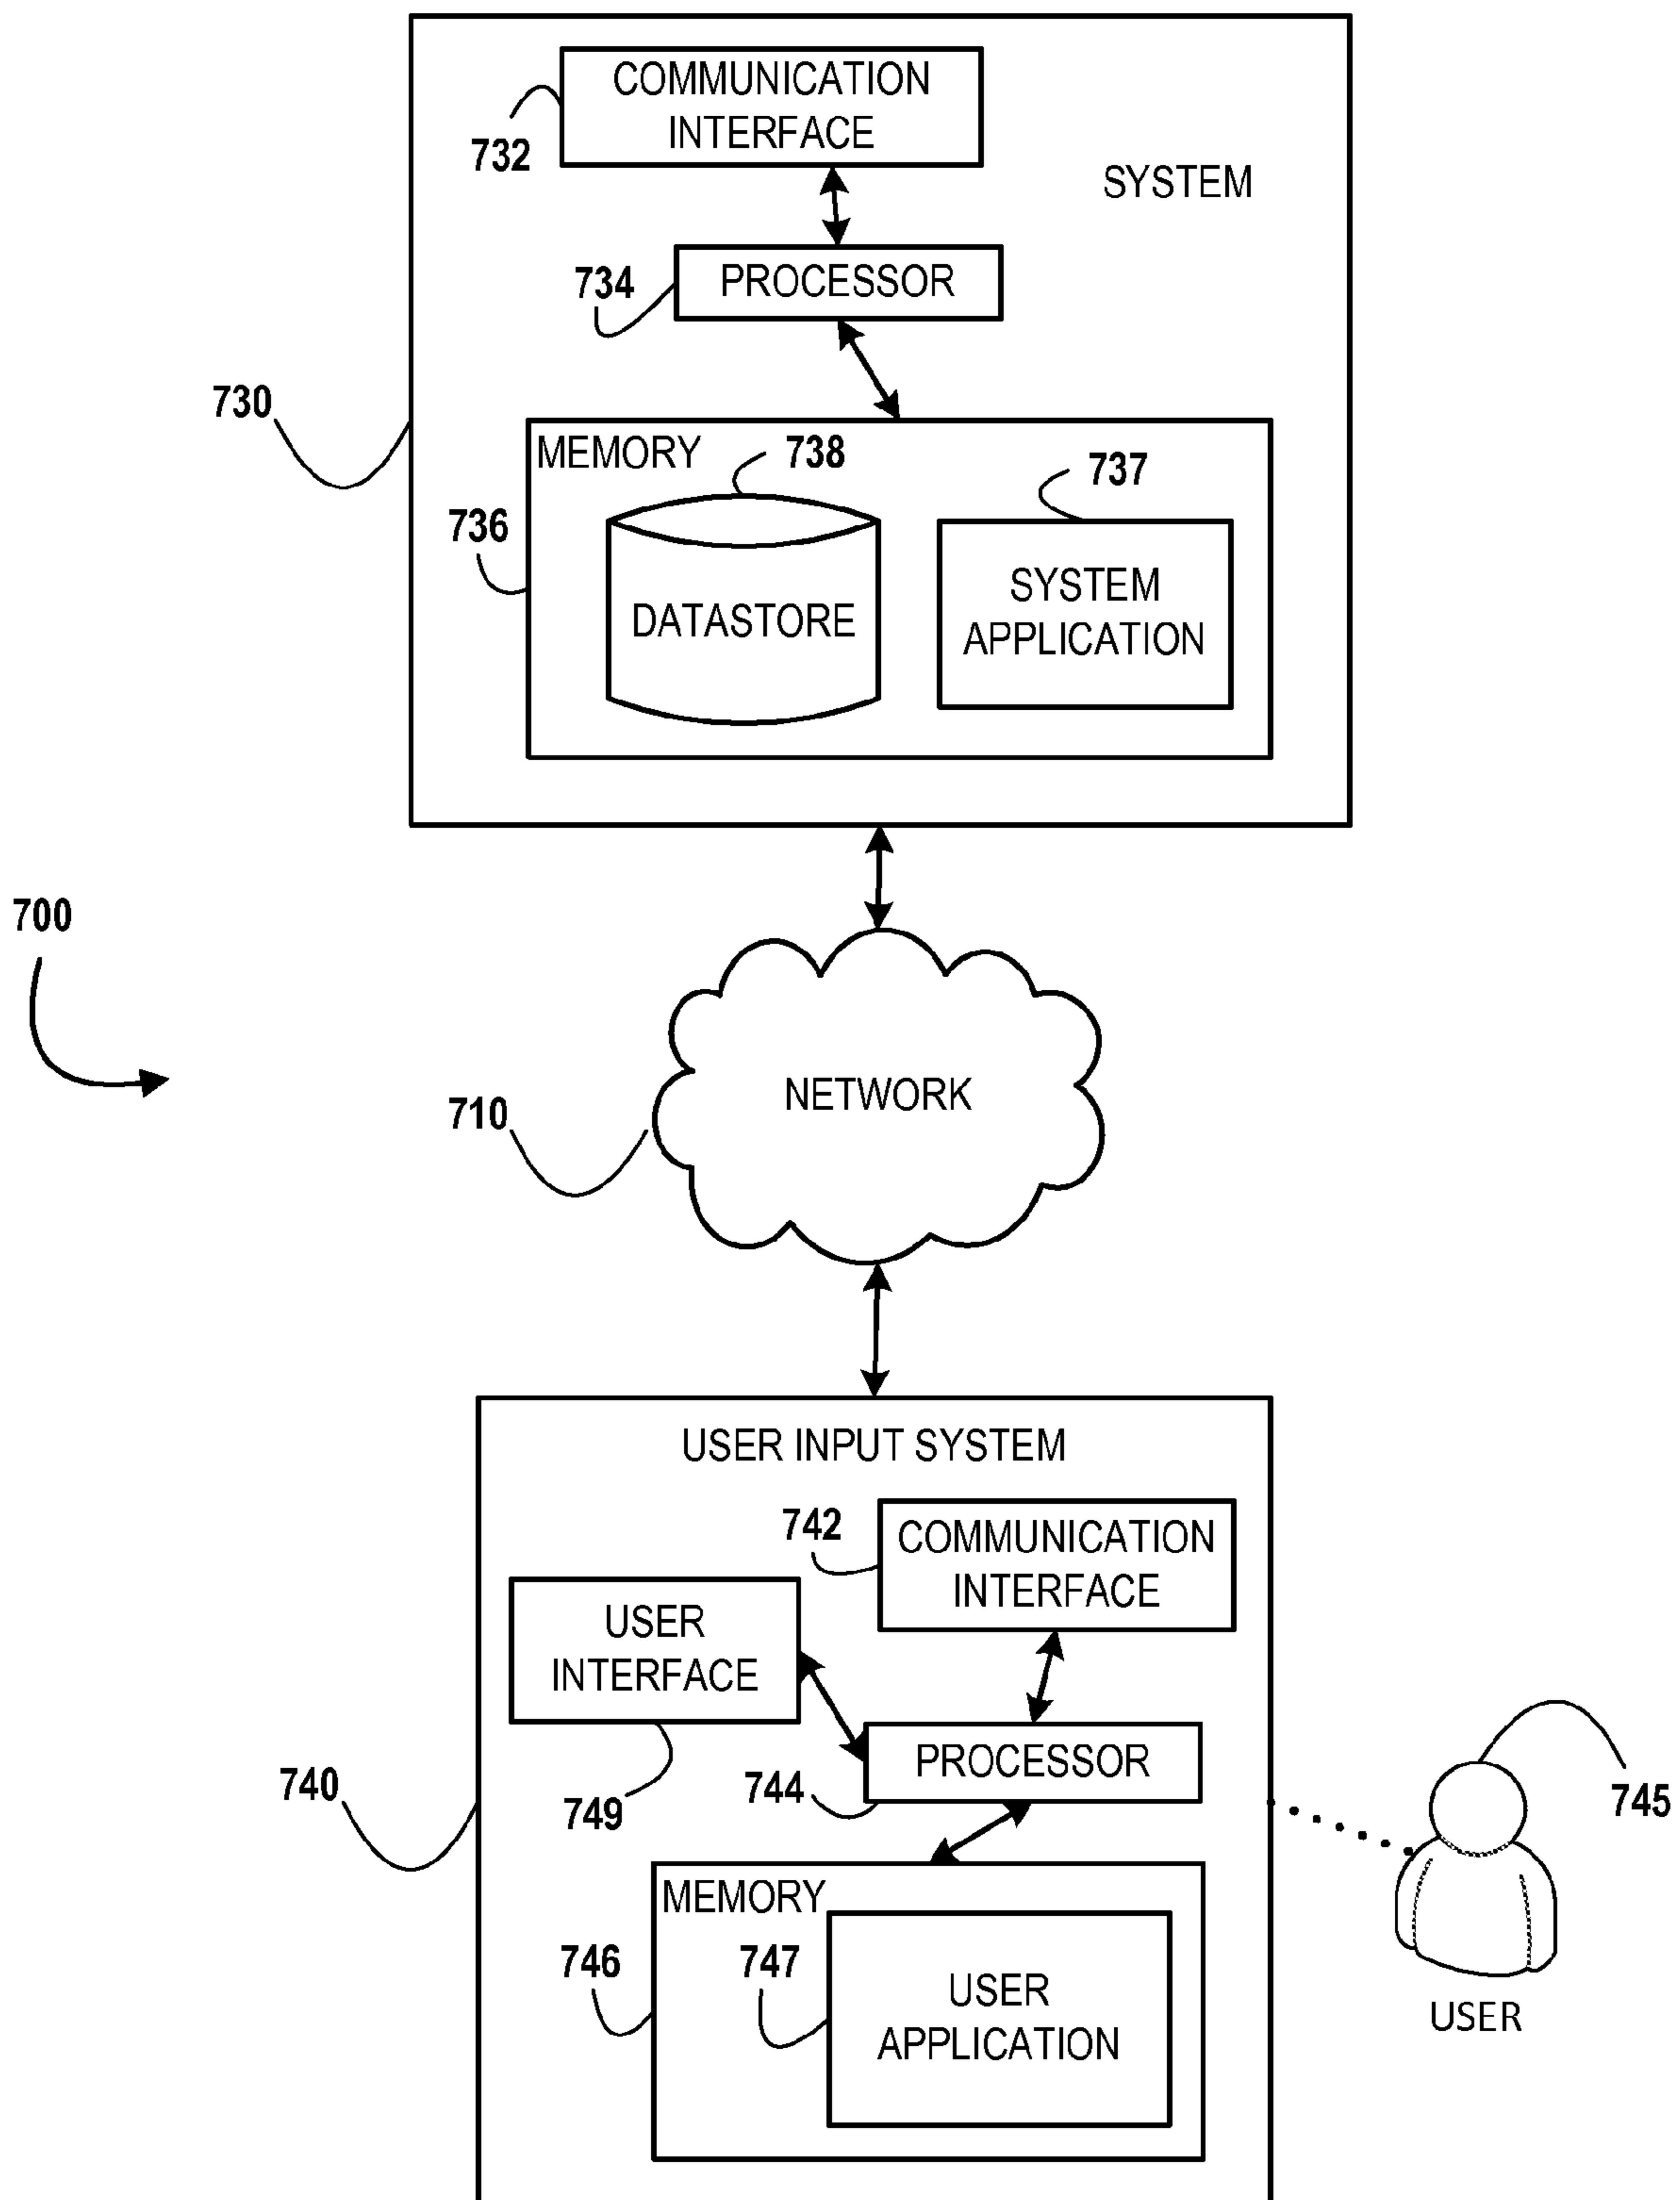 COMMUNICATION
INTERFACE
732
SYSTEM
734
PROCESSOR
730
MEMORY
738
737
736
DATASTORE
SYSTEM
APPLICATION
700
NETWORK
710
USER INPUT SYSTEM
742
COMMUNICATION
INTERFACE
USER
INTERFACE
PROCESSOR
740
749
744
745
MEMORY
746
747
USER
APPLICATION
USER